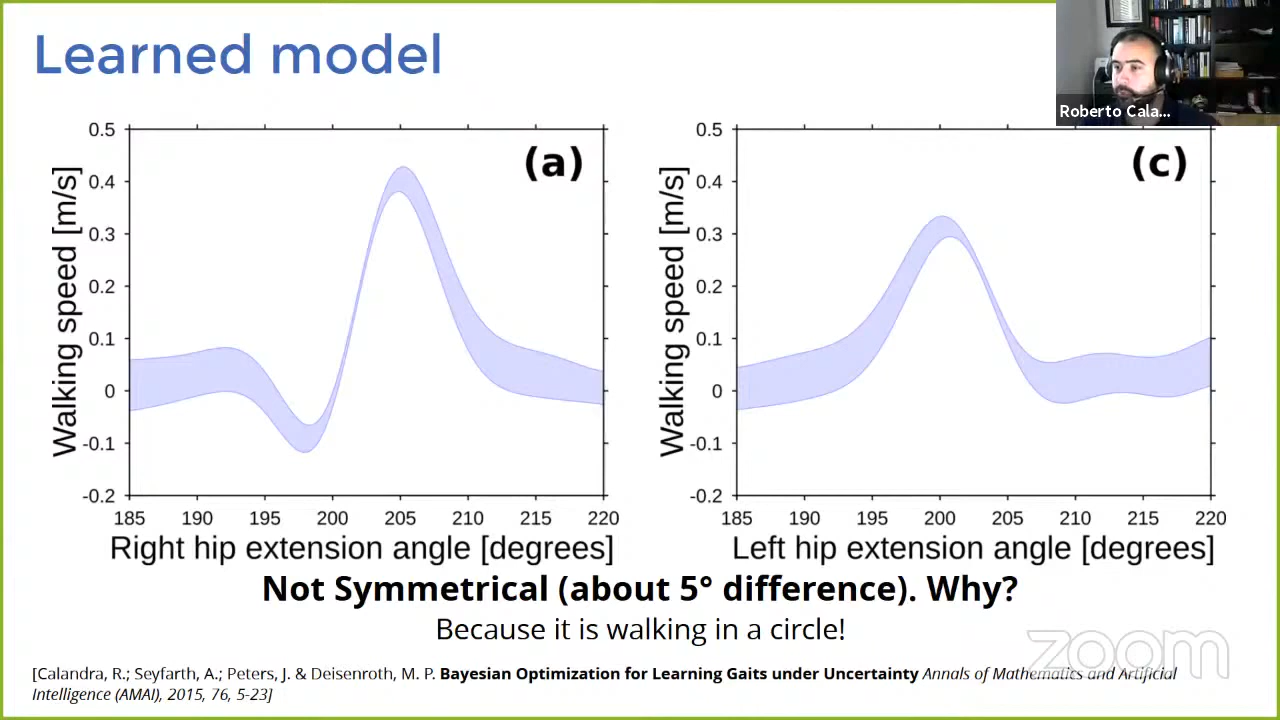 Learned model
Roberto Cala...
(a)
0.5
0.4
0.3
0.2
0.1
0
-0.1
-0.2
Walking speed [m/s]
185 190 195 200 205 210 215 220
Right hip extension angle [degrees]
(c)
0.5
0.4
0.3
0.2
0.1
0
-0.1
-0.2
Walking speed [m/s]
185 190 195 200 205 210 215 220
Left hip extension angle [degrees]
Not Symmetrical (about 5° difference). Why?
Because it is walking in a circle!
zoom
[Calandra, R.; Seyfarth, A.; Peters, J. & Deisenroth, M. P. Bayesian Optimization for Learning Gaits under Uncertainty Annals of Mathematics and Artificial
Intelligence (AMAI), 2015, 76, 5-23]